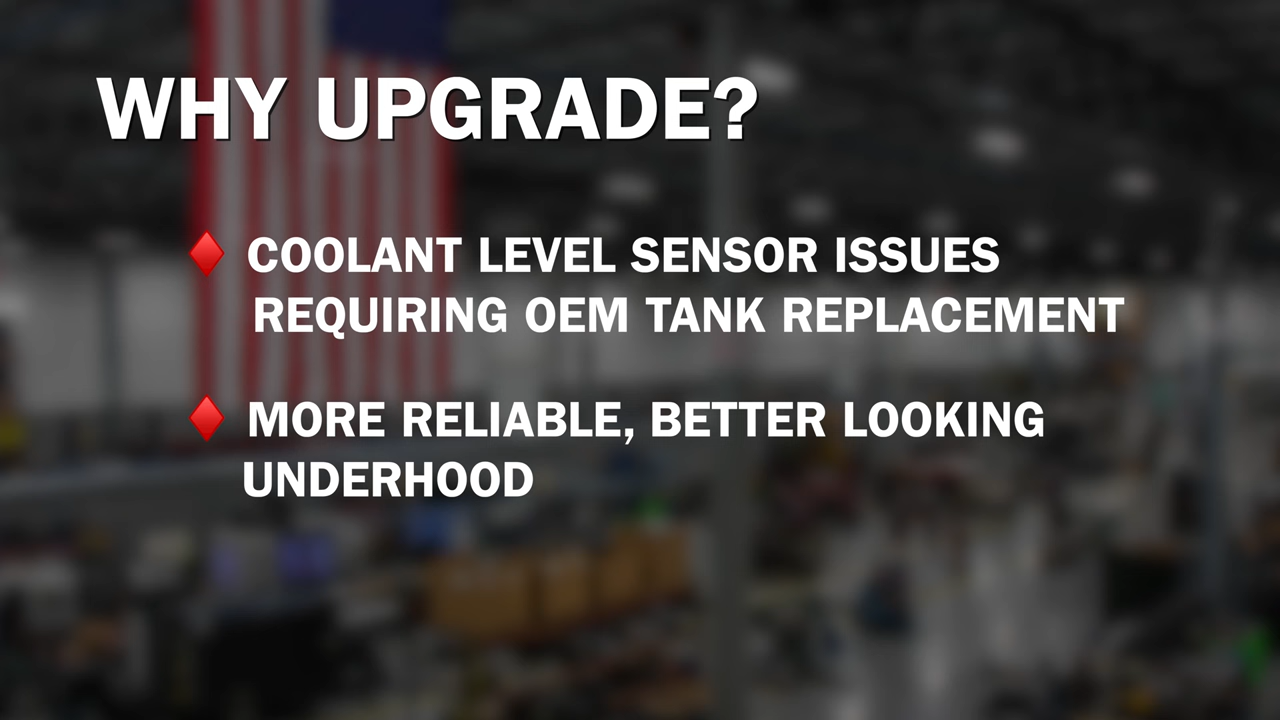 WHY UPGRADE?
COOLANT LEVEL SENSOR ISSUES
REQUIRING OEM TANK REPLACEMENT
MORE RELIABLE, BETTER LOOKING
UNDERHOOD